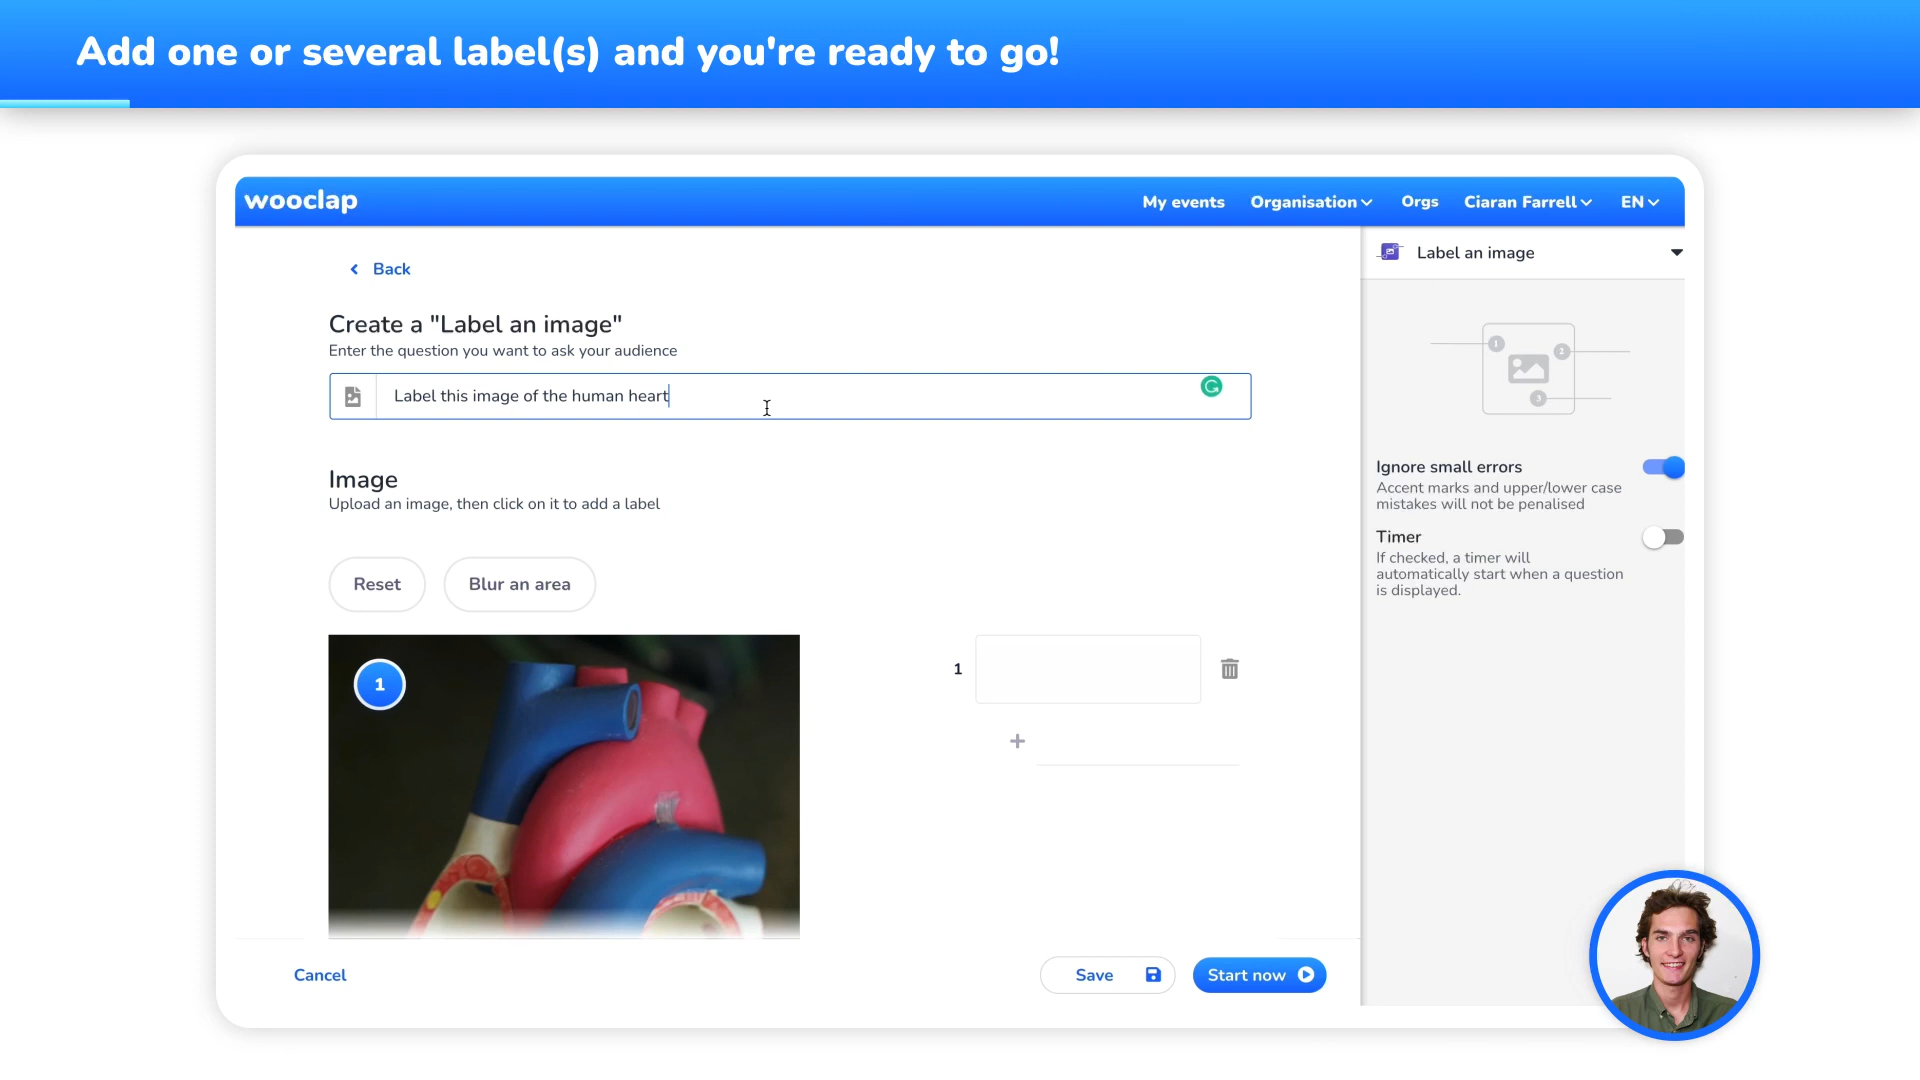 Add one or several label(s) and you're ready to go!
wooclap
My events
Organisation
Orgs
Ciaran Farrell
EN
Back
Label an image
Create a "Label an image"
Enter the question you want to ask your audience
Label this image of the human heart
1
2
3
Image
Upload an image, then click on it to add a label
Ignore small errors
Accent marks and upper/lower case
mistakes will not be penalised
Timer
If checked, a timer will
automatically start when a question
is displayed.
Reset
Blur an area
1
1
Cancel
Save
Start now